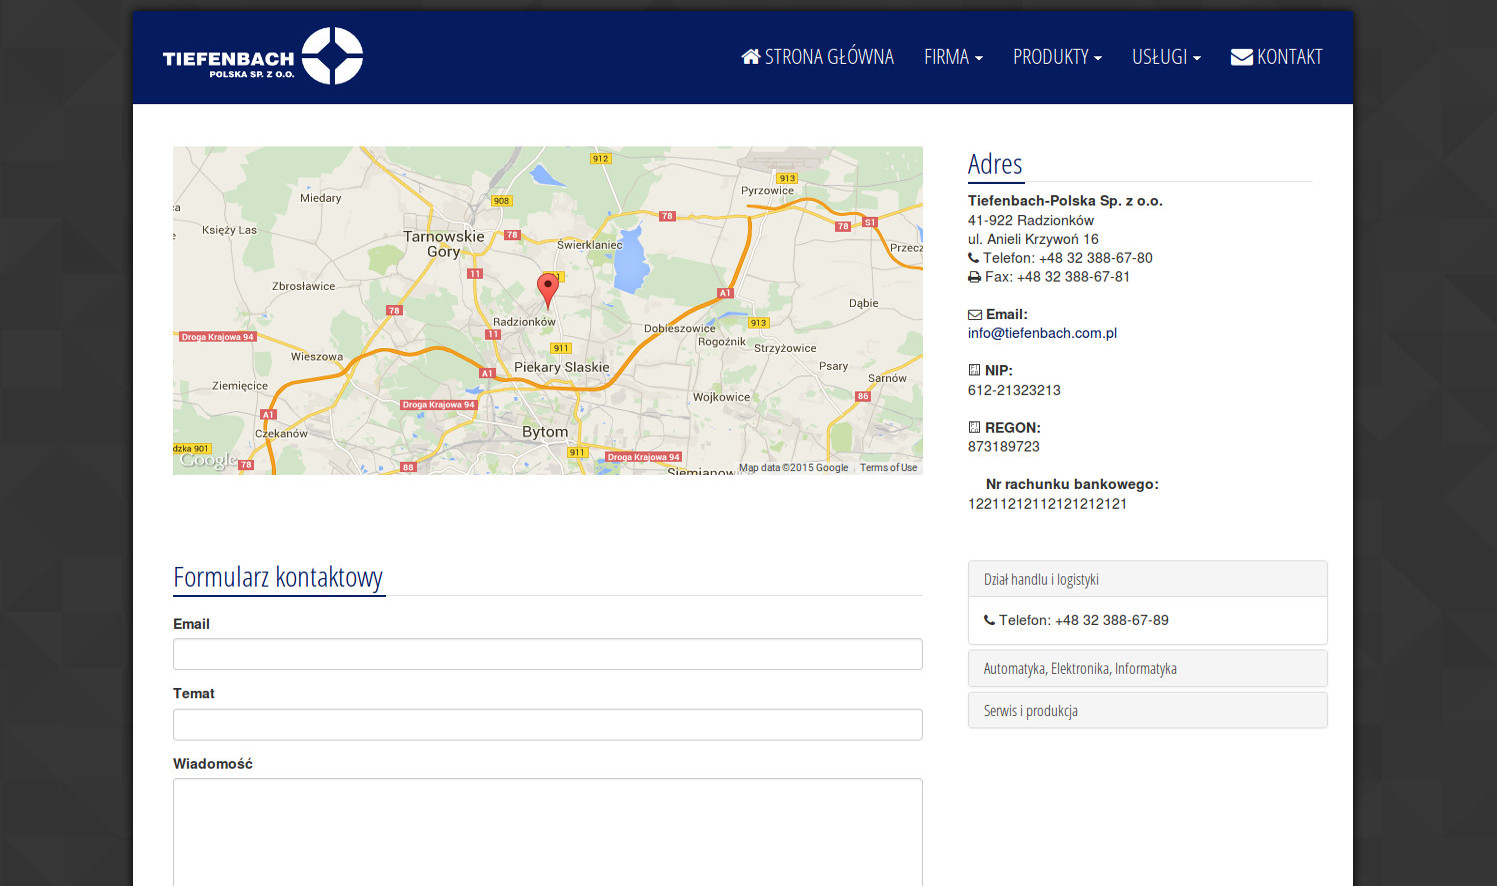 TIEFENBACH
POLSKA SP. Z O.O.
STRONA GŁÓWNA FIRMA PRODUKTY USŁUGI KONTAKT
912
913
Pyrzowice
Miedary
908
Księży Las
78
S1
78
Tarnowskie
Gory
78
Świerklaniec
Przecz
11
Zbrosławice
A1
Dąbie
78
Radzionków
913
Dobieszowice
11
Droga Krajowa 94
Rogoźnik
Strzyżowice
911
Wieszowa
Piekary Slaskie
Psary
A1
Sarnów
Ziemięcice
86
Wojkowice
Droga Krajowa 94
A1
Czekanów
Bytom
dzka 901
911
Droga Krajowa 94
Google
78
88
Siemianow
Map data ©2015 Google
Terms of Use
Adres
Tiefenbach-Polska Sp. z o.o.
41-922 Radzionków
ul. Anieli Krzywoń 16
Telefon: +48 32 388-67-80
Fax: +48 32 388-67-81
Email:
info@tiefenbach.com.pl
NIP:
612-21323213
REGON:
873189723
Nr rachunku bankowego:
12211212112121212121
Formularz kontaktowy
Email
Temat
Wiadomość
Dział handlu i logistyki
Telefon: +48 32 388-67-89
Automatyka, Elektronika, Informatyka
Serwis i produkcja